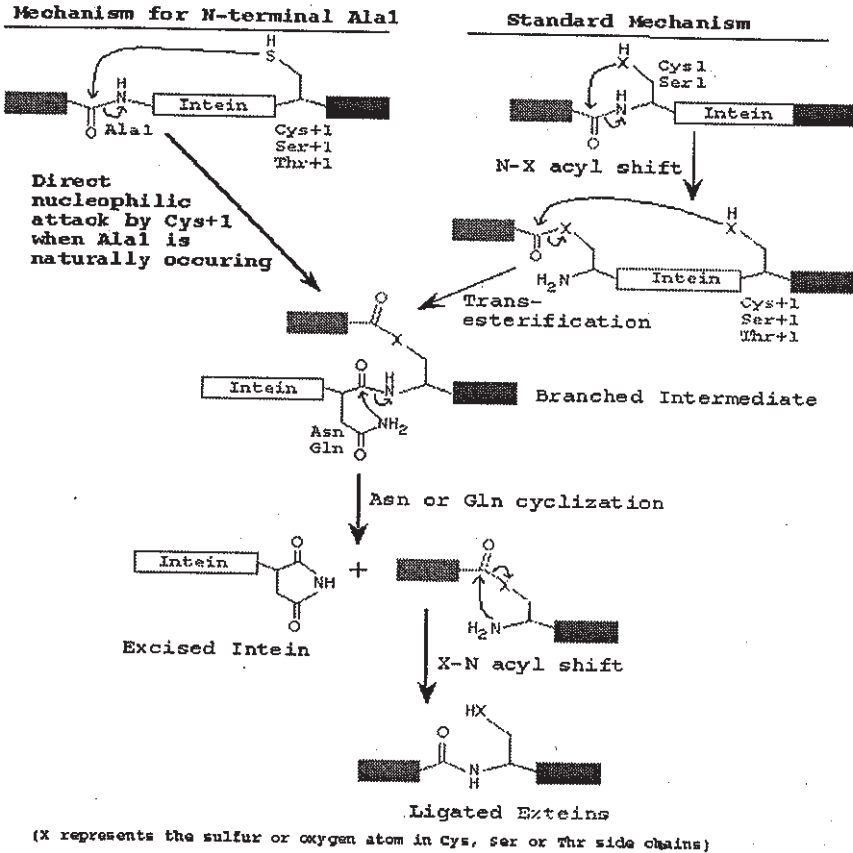 Mechanism for N-terminal Ala1
Standard Mechanism
H
S
H
N
O
Ala1
Intein
Cys+1
Ser+1
Thr+1
H
X
Cys1
Ser1
H
N
O
Intein
N-X acyl shift
Direct
nucleophilic
attack by Cys+1
when Ala1 is
naturally occuring
X
O
H
X
H2N
Intein
Cys+1
Ser+1
Thr+1
Trans-
esterification
O
X
O
H
N
Intein
NH2
Asn
Gln
O
Branched Intermediate
Asn or Gln cyclization
Intein
O
NH
O
+
O
X
H2N
Excised Intein
X-N acyl shift
HX
O
N
H
Ligated Exteins
(X represents the sulfur or oxygen atom in Cys, Ser or Thr side chains)